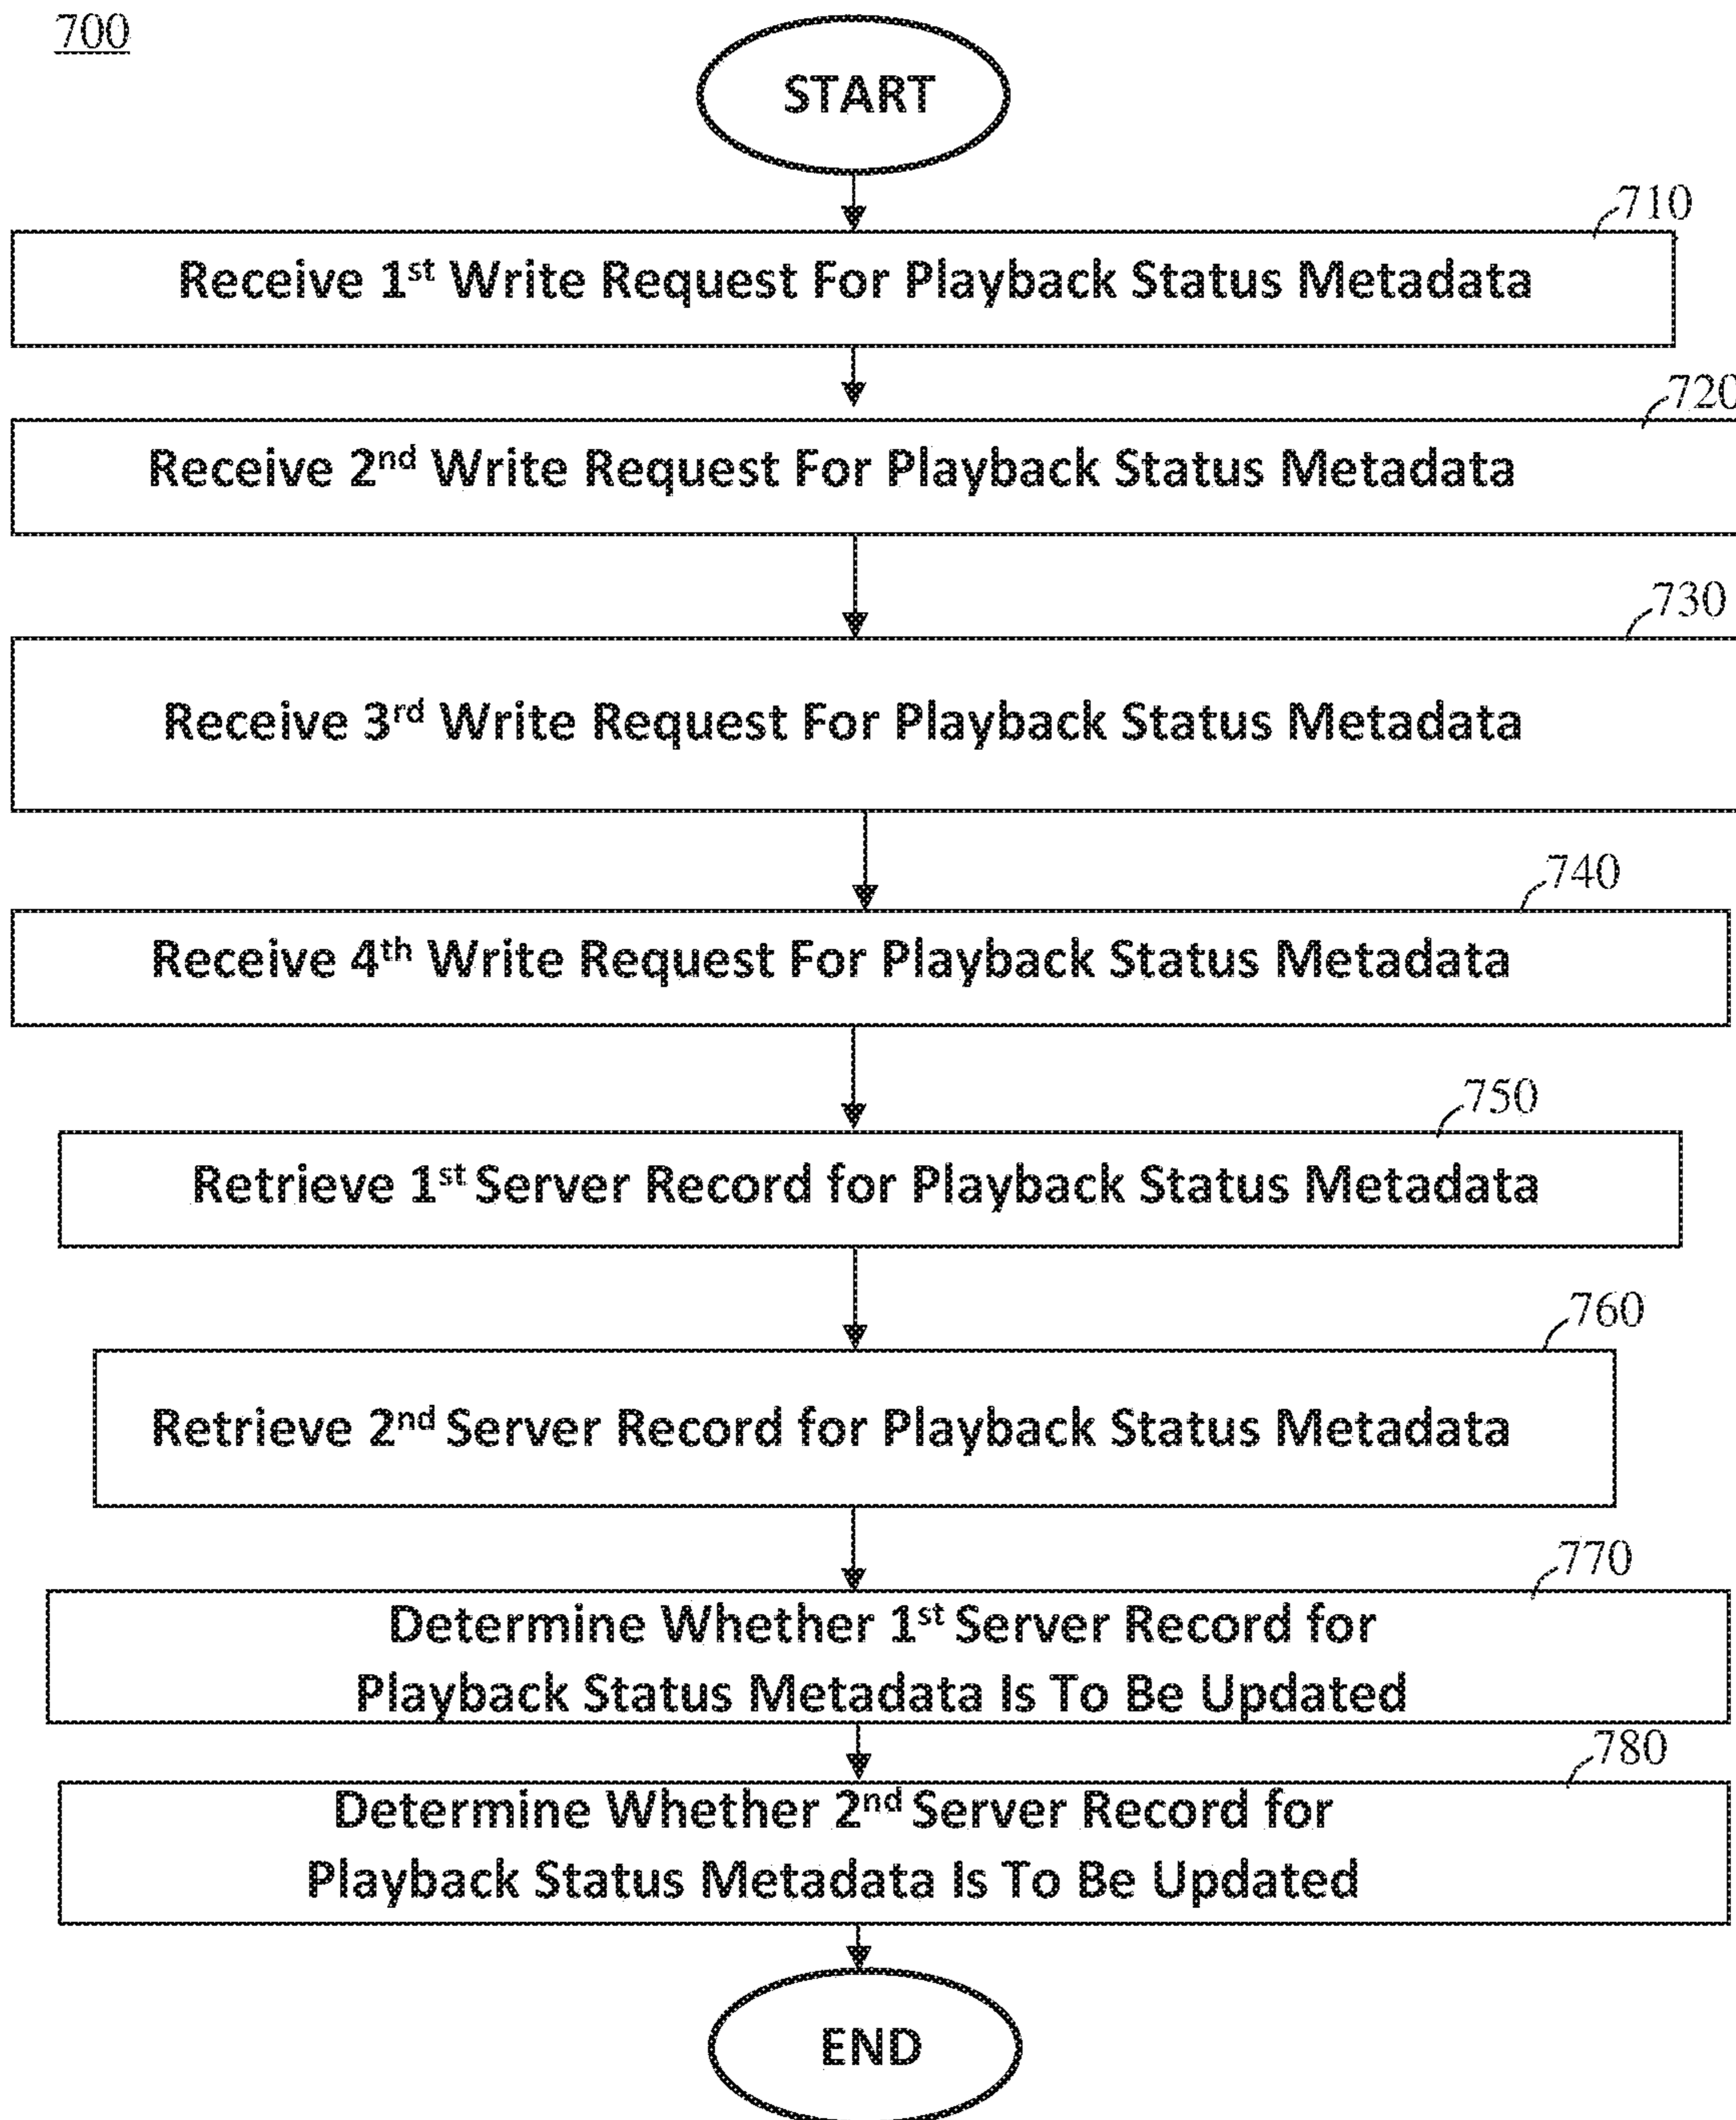 700
START
710
Receive 1st Write Request For Playback Status Metadata
720
Receive 2nd Write Request For Playback Status Metadata
730
Receive 3rd Write Request For Playback Status Metadata
740
Receive 4th Write Request For Playback Status Metadata
750
Retrieve 1st Server Record for Playback Status Metadata
760
Retrieve 2nd Server Record for Playback Status Metadata
770
Determine Whether 1st Server Record for
Playback Status Metadata Is To Be Updated
780
Determine Whether 2nd Server Record for
Playback Status Metadata Is To Be Updated
END